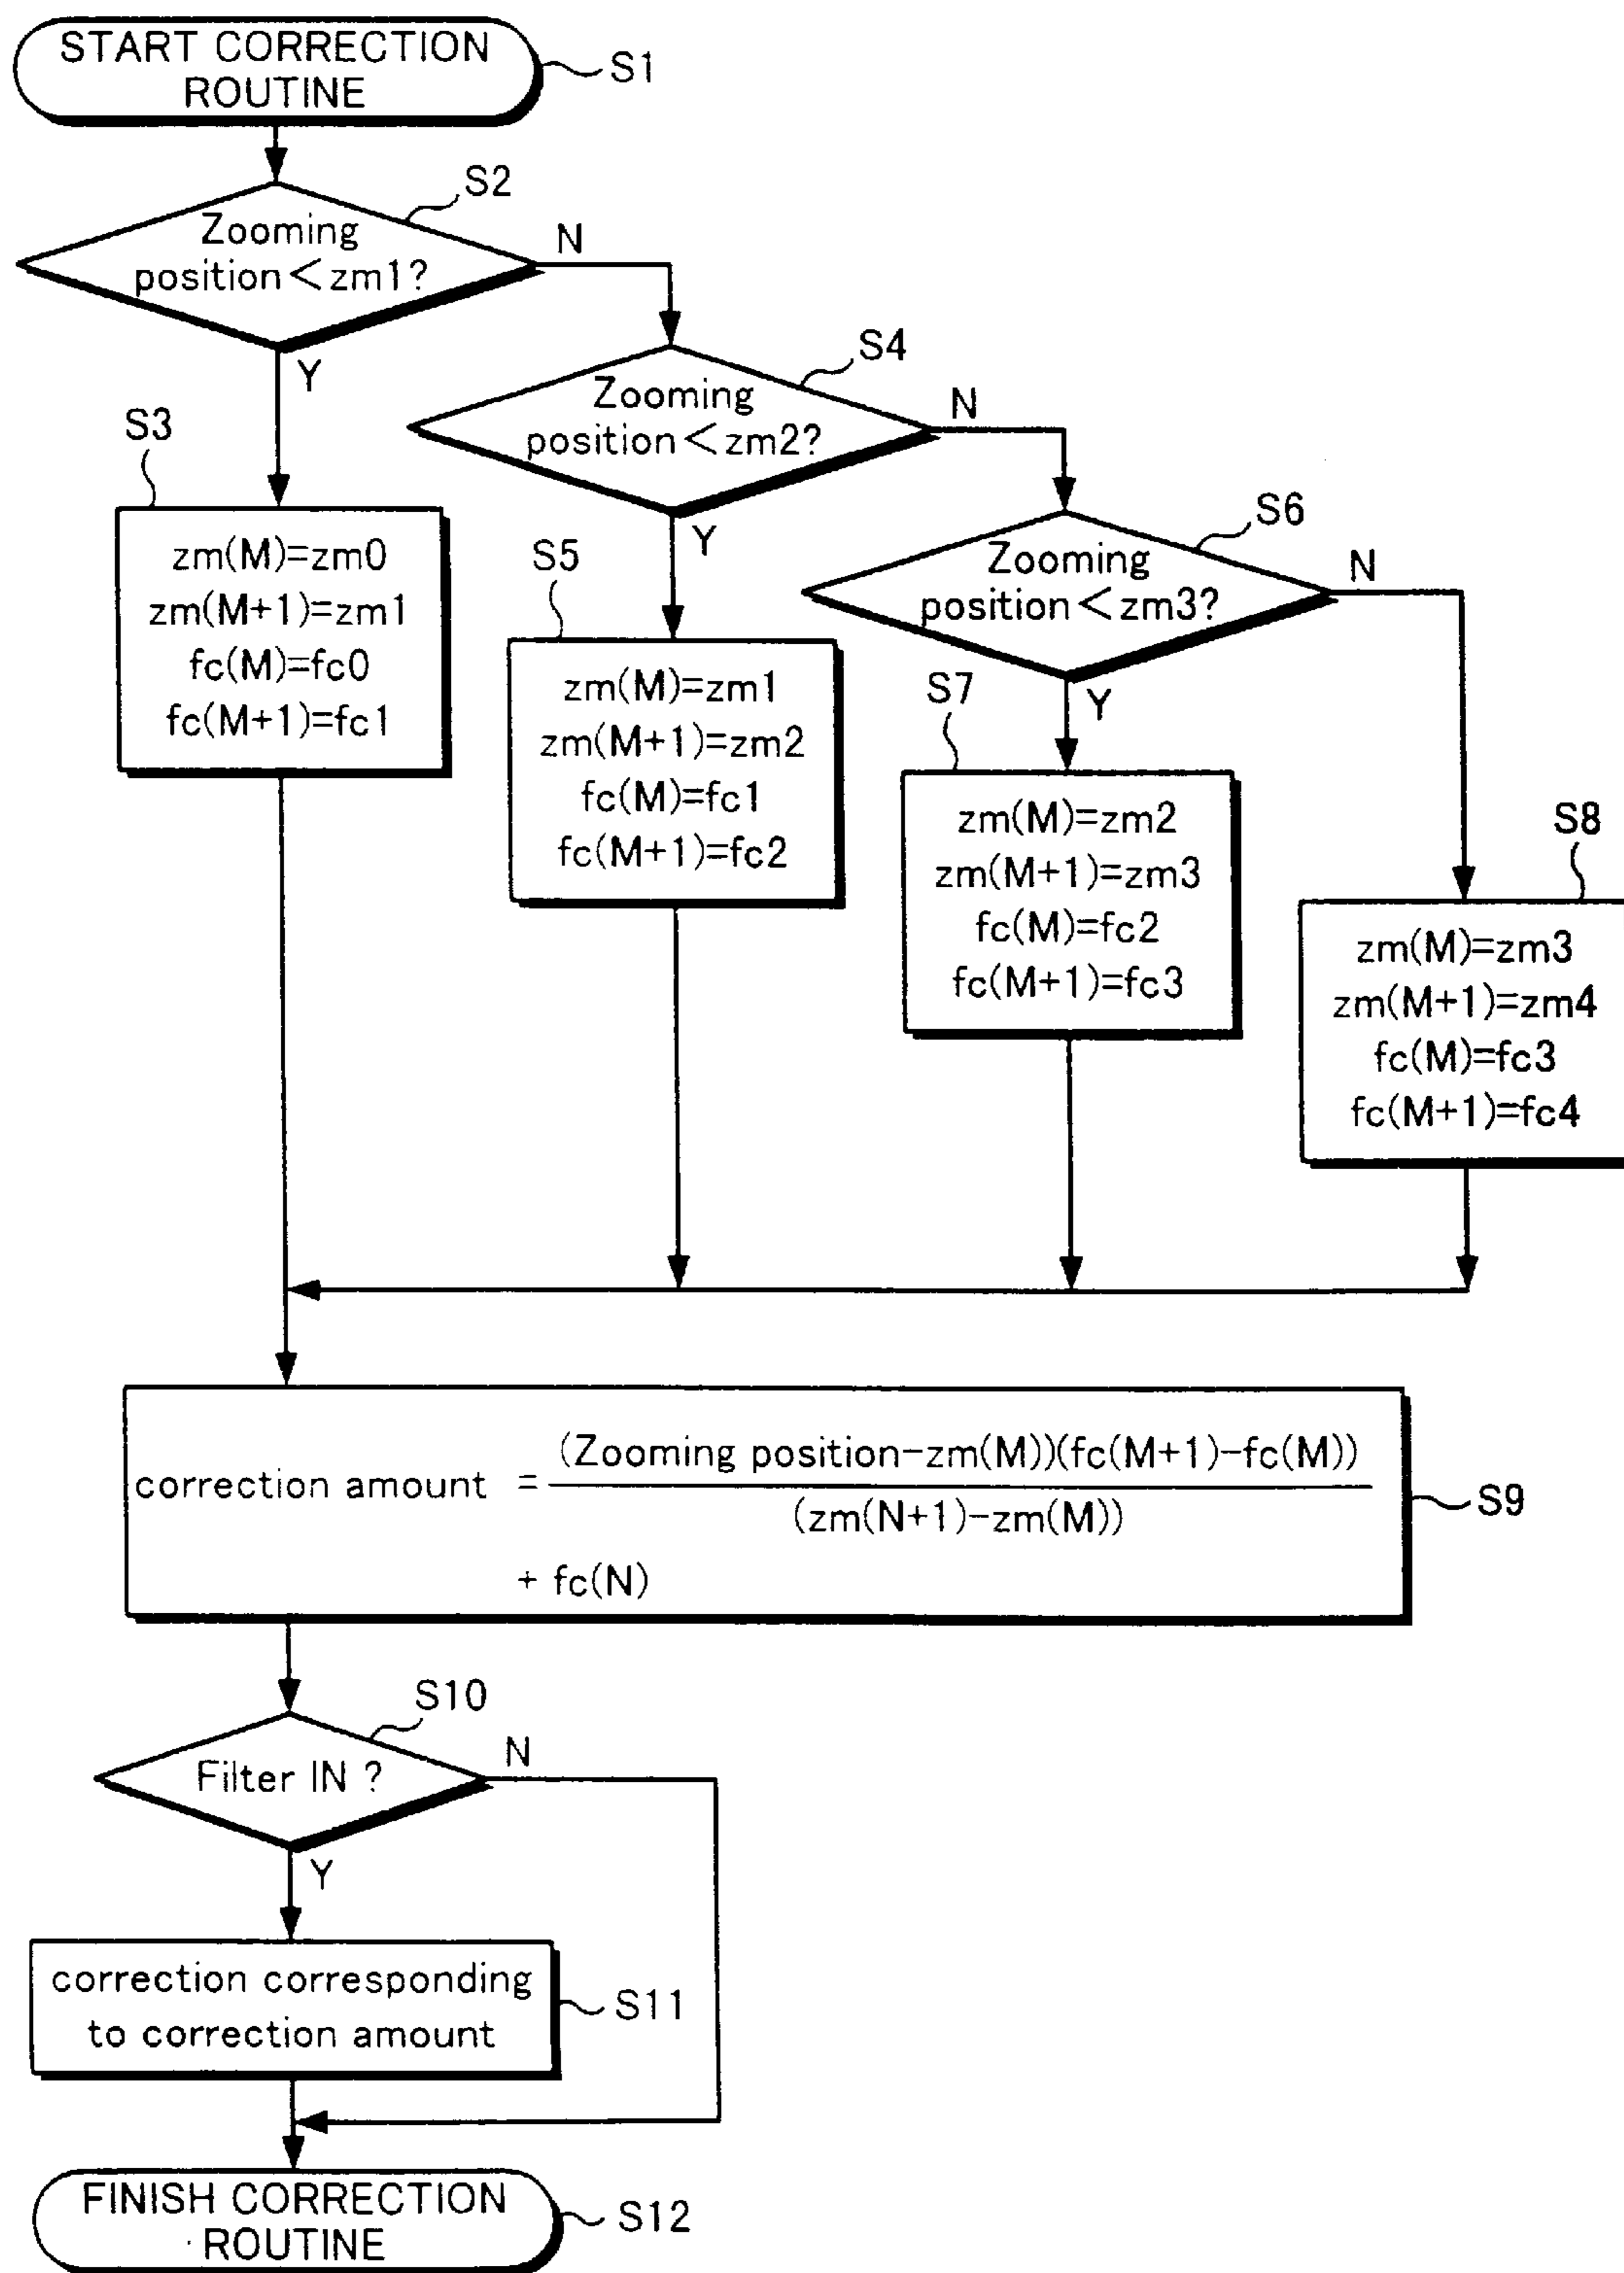 START CORRECTION
ROUTINE
S1
S2
Zooming
position<zm1?
N
Y
S4
Zooming
position<zm2?
N
Y
S3
zm(M)=zm0
zm(M+1)=zm1
fc(M)=fc0
fc(M+1)=fc1
S6
Zooming
position<zm3?
N
Y
S5
zm(M)=zm1
zm(M+1)=zm2
fc(M)=fc1
fc(M+1)=fc2
S7
zm(M)=zm2
zm(M+1)=zm3
fc(M)=fc2
fc(M+1)=fc3
S8
zm(M)=zm3
zm(M+1)=zm4
fc(M)=fc3
fc(M+1)=fc4
(Zooming position-zm(M))(fc(M+1)-fc(M))
correction amount =
(zm(N+1)-zm(M))
+ fc(N)
S9
S10
Filter IN ?
N
Y
correction corresponding
to correction amount
S11
FINISH CORRECTION
ROUTINE
S12